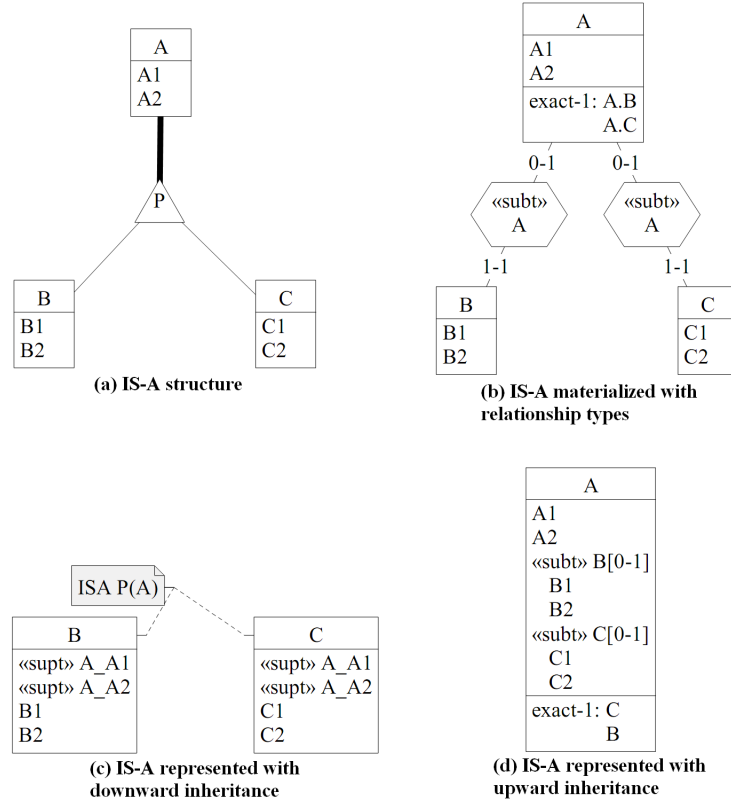 A
A1
A2
P
B
B1
B2
C
C1
C2
(a) IS-A structure
A
A1
A2
exact-1: A.B
A.C
0-1
0-1
«subt»
A
«subt»
A
1-1
1-1
B
B1
B2
C
C1
C2
(b) IS-A materialized with
relationship types
ISA P(A)
B
«supt» A_A1
«supt» A_A2
B1
B2
C
«supt» A_A1
«supt» A_A2
C1
C2
(c) IS-A represented with
downward inheritance
A
A1
A2
«subt» B[0-1]
B1
B2
«subt» C[0-1]
C1
C2
exact-1: C
B
(d) IS-A represented with
upward inheritance